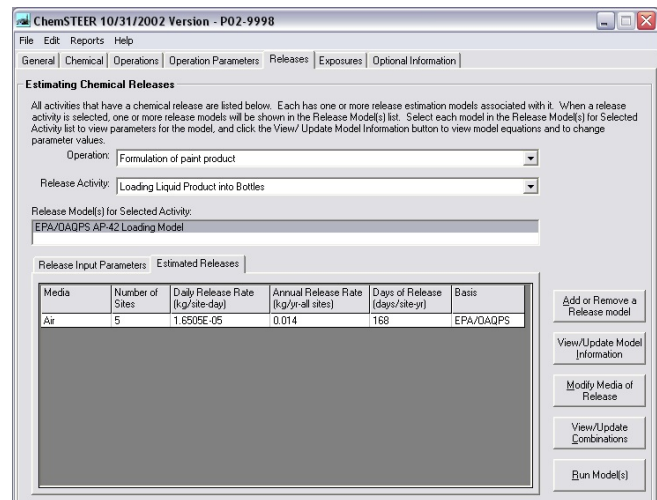 ChemSTEER 10/31/2002 Version - P02-9998
File Edit Reports Help
General Chemical Operations Operation Parameters Releases Exposures Optional Information
Estimating Chemical Releases
All activities that have a chemical release are listed below. Each has one or more release estimation models associated with it. When a release
activity is selected, one or more release models will be shown in the Release Model(s) list. Select each model in the Release Model(s) for Selected
Activity list to view parameters for the model, and click the View/ Update Model Information button to view model equations and to change
parameter values.
Operation: Formulation of paint product
Release Activity: Loading Liquid Product into Bottles
Release Model(s) for Selected Activity:
EPA/OAQPS AP-42 Loading Model
Release Input Parameters Estimated Releases
Media Number of Sites Daily Release Rate (kg/site-day) Annual Release Rate (kg/yr-all sites) Days of Release (days/site-yr) Basis
Air 5 1.6505E-05 0.014 168 EPA/OAQPS
Add or Remove a
Release model
View/Update Model
Information
Modify Media of
Release
View/Update
Combinations
Run Model(s)